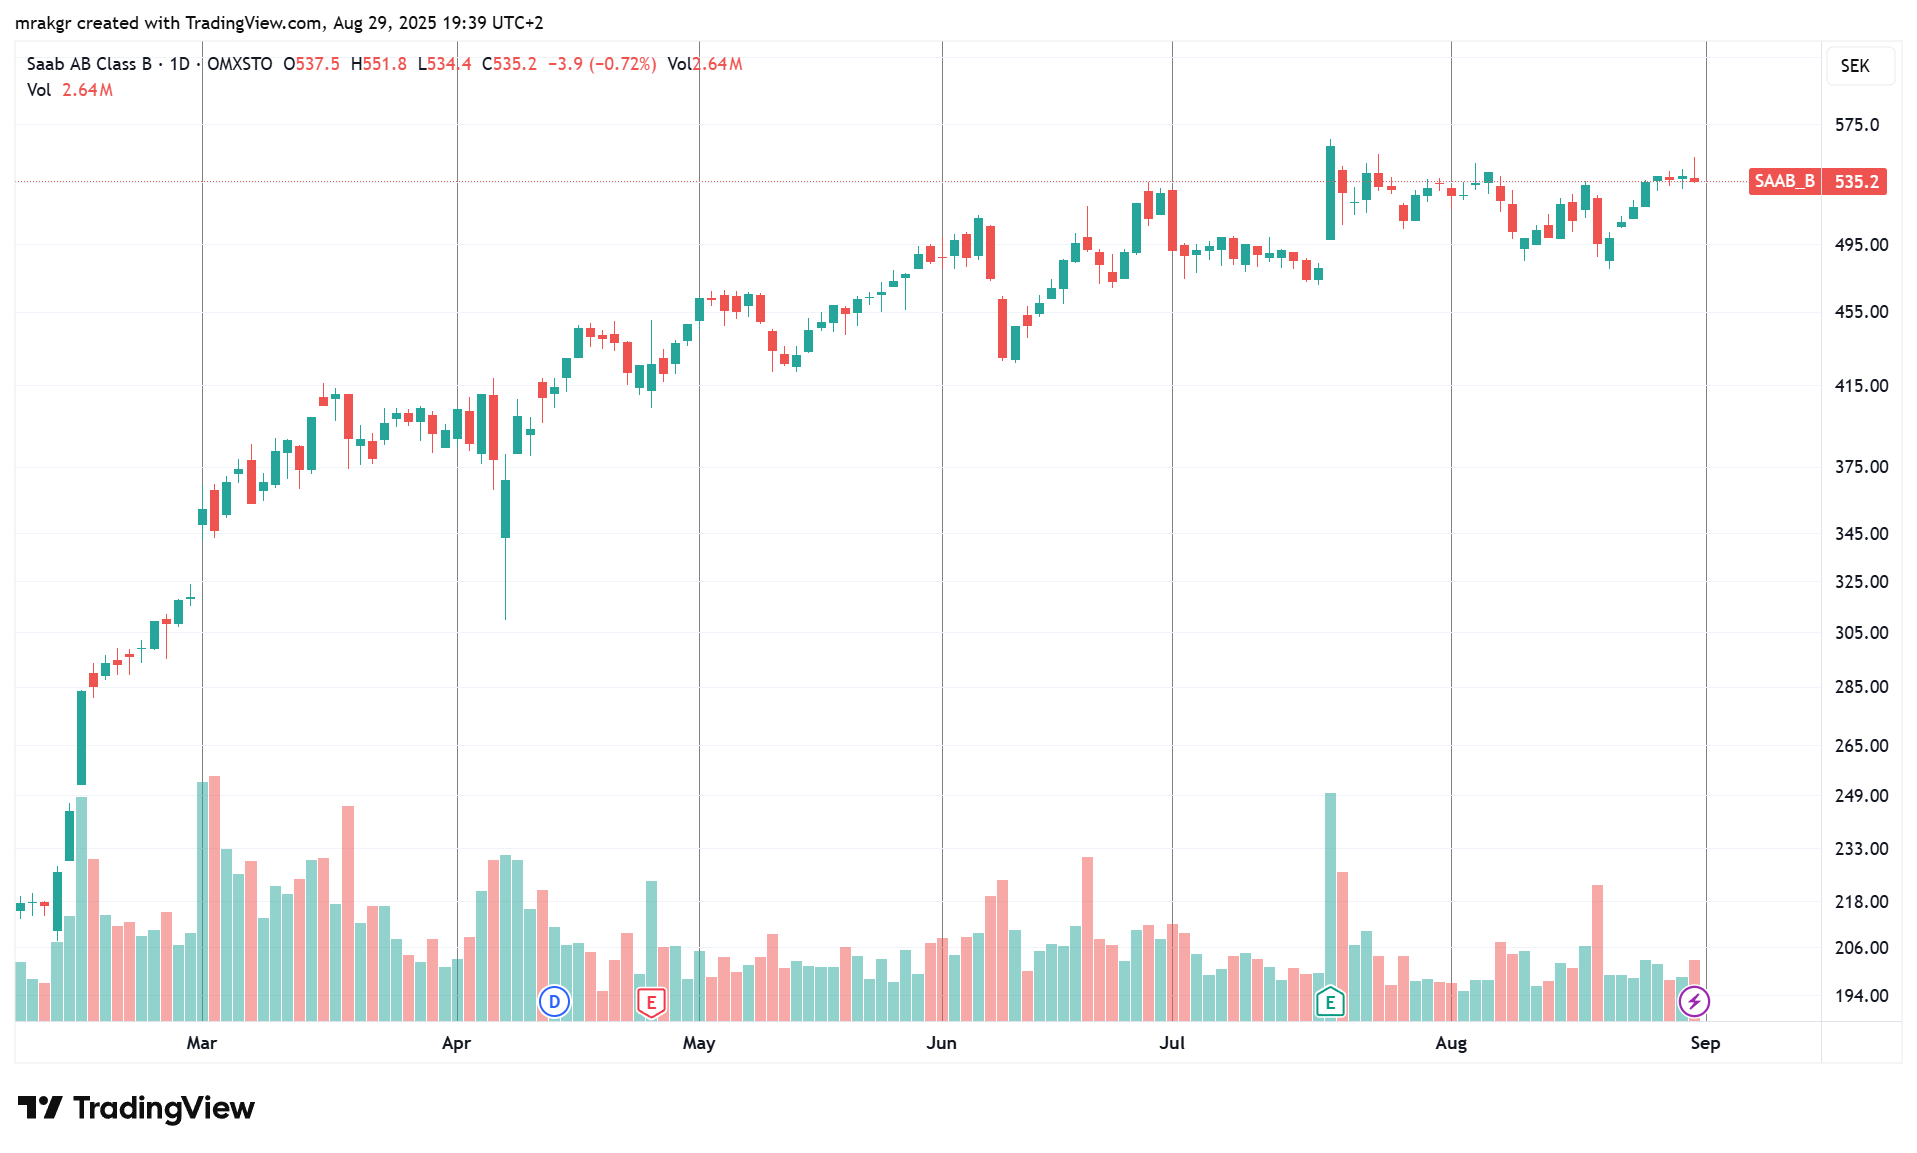 mrakgr created with TradingView.com, Aug 29, 2025 19:39 UTC+2
Saab AB Class B · 1D · OMXSTO O537.5 H551.8 L534.4 C535.2 −3.9 (−0.72%) Vol2.64M
Vol 2.64M
SEK
575.0
SAAB_B 535.2
495.00
455.00
415.00
375.00
345.00
325.00
305.00
285.00
265.00
249.00
233.00
218.00
206.00
194.00
D E E
Mar Apr May Jun Jul Aug Sep
TradingView